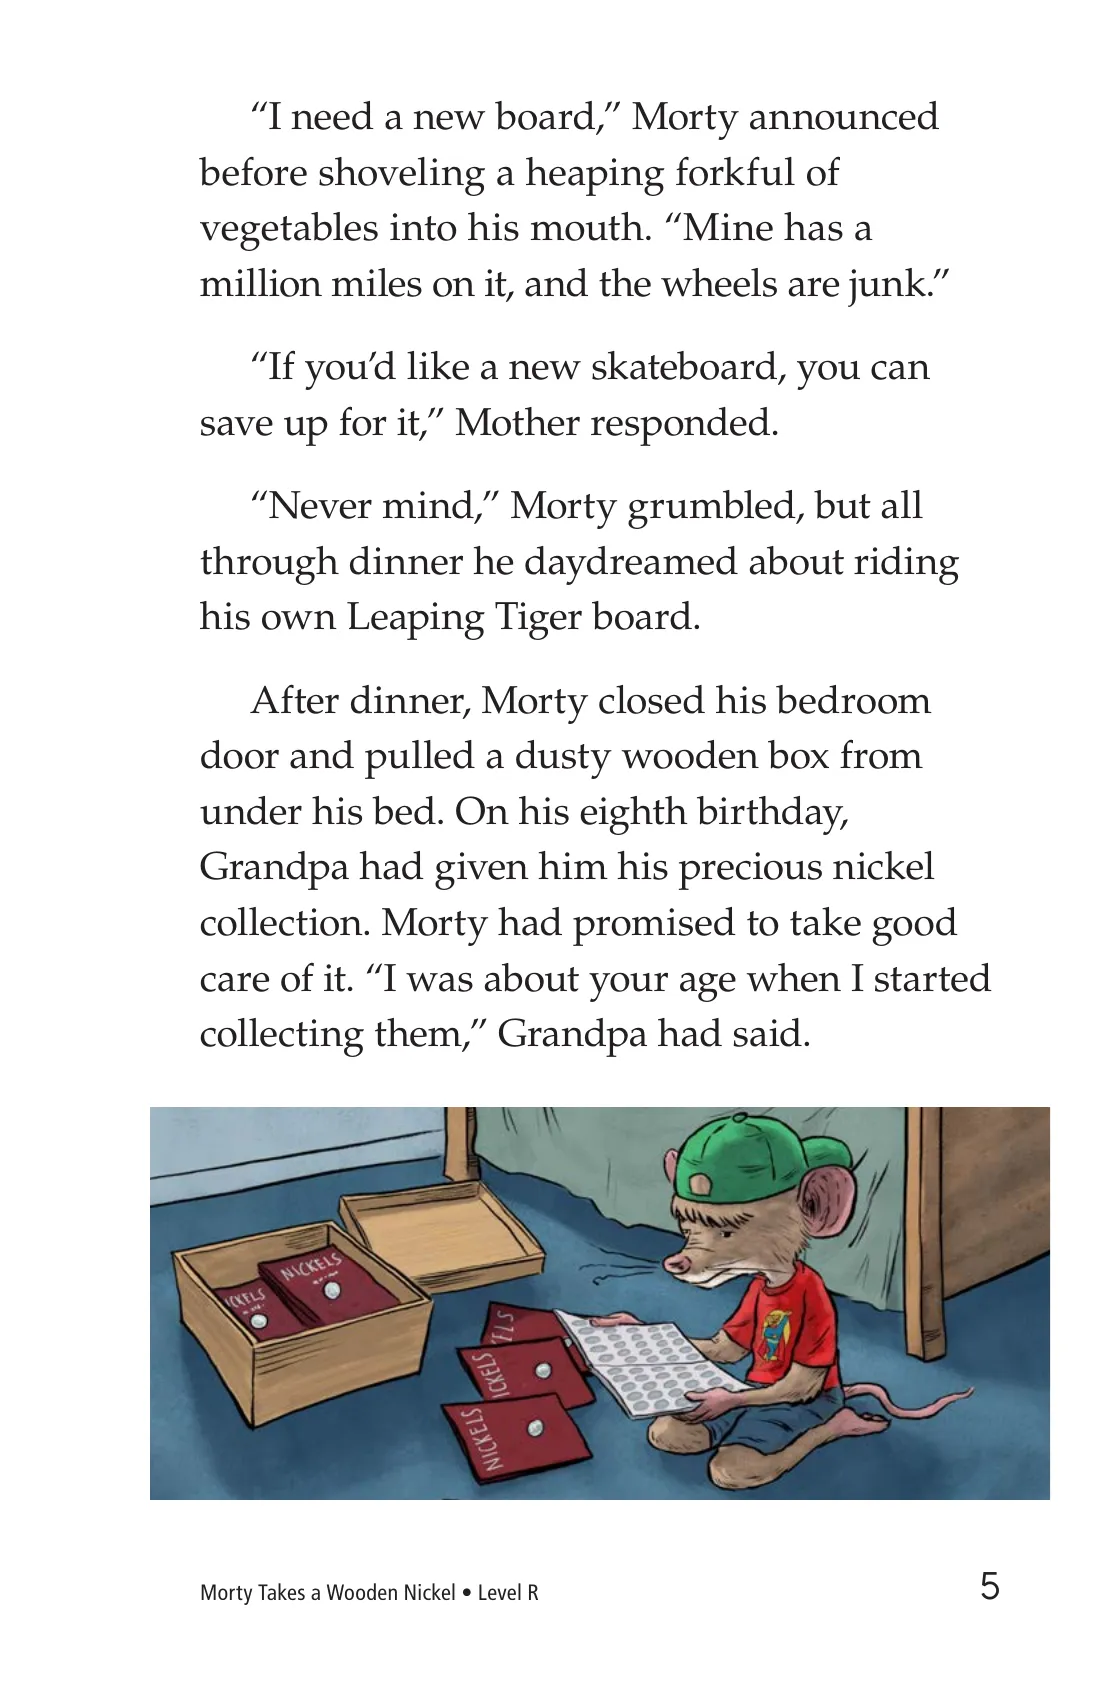 “I need a new board,” Morty announced
before shoveling a heaping forkful of
vegetables into his mouth. “Mine has a
million miles on it, and the wheels are junk.”
“If you’d like a new skateboard, you can
save up for it,” Mother responded.
“Never mind,” Morty grumbled, but all
through dinner he daydreamed about riding
his own Leaping Tiger board.
After dinner, Morty closed his bedroom
door and pulled a dusty wooden box from
under his bed. On his eighth birthday,
Grandpa had given him his precious nickel
collection. Morty had promised to take good
care of it. “I was about your age when I started
collecting them,” Grandpa had said.
NICKELS
ICKELS
KELS
ICKELS
NICKELS
Morty Takes a Wooden Nickel • Level R
5